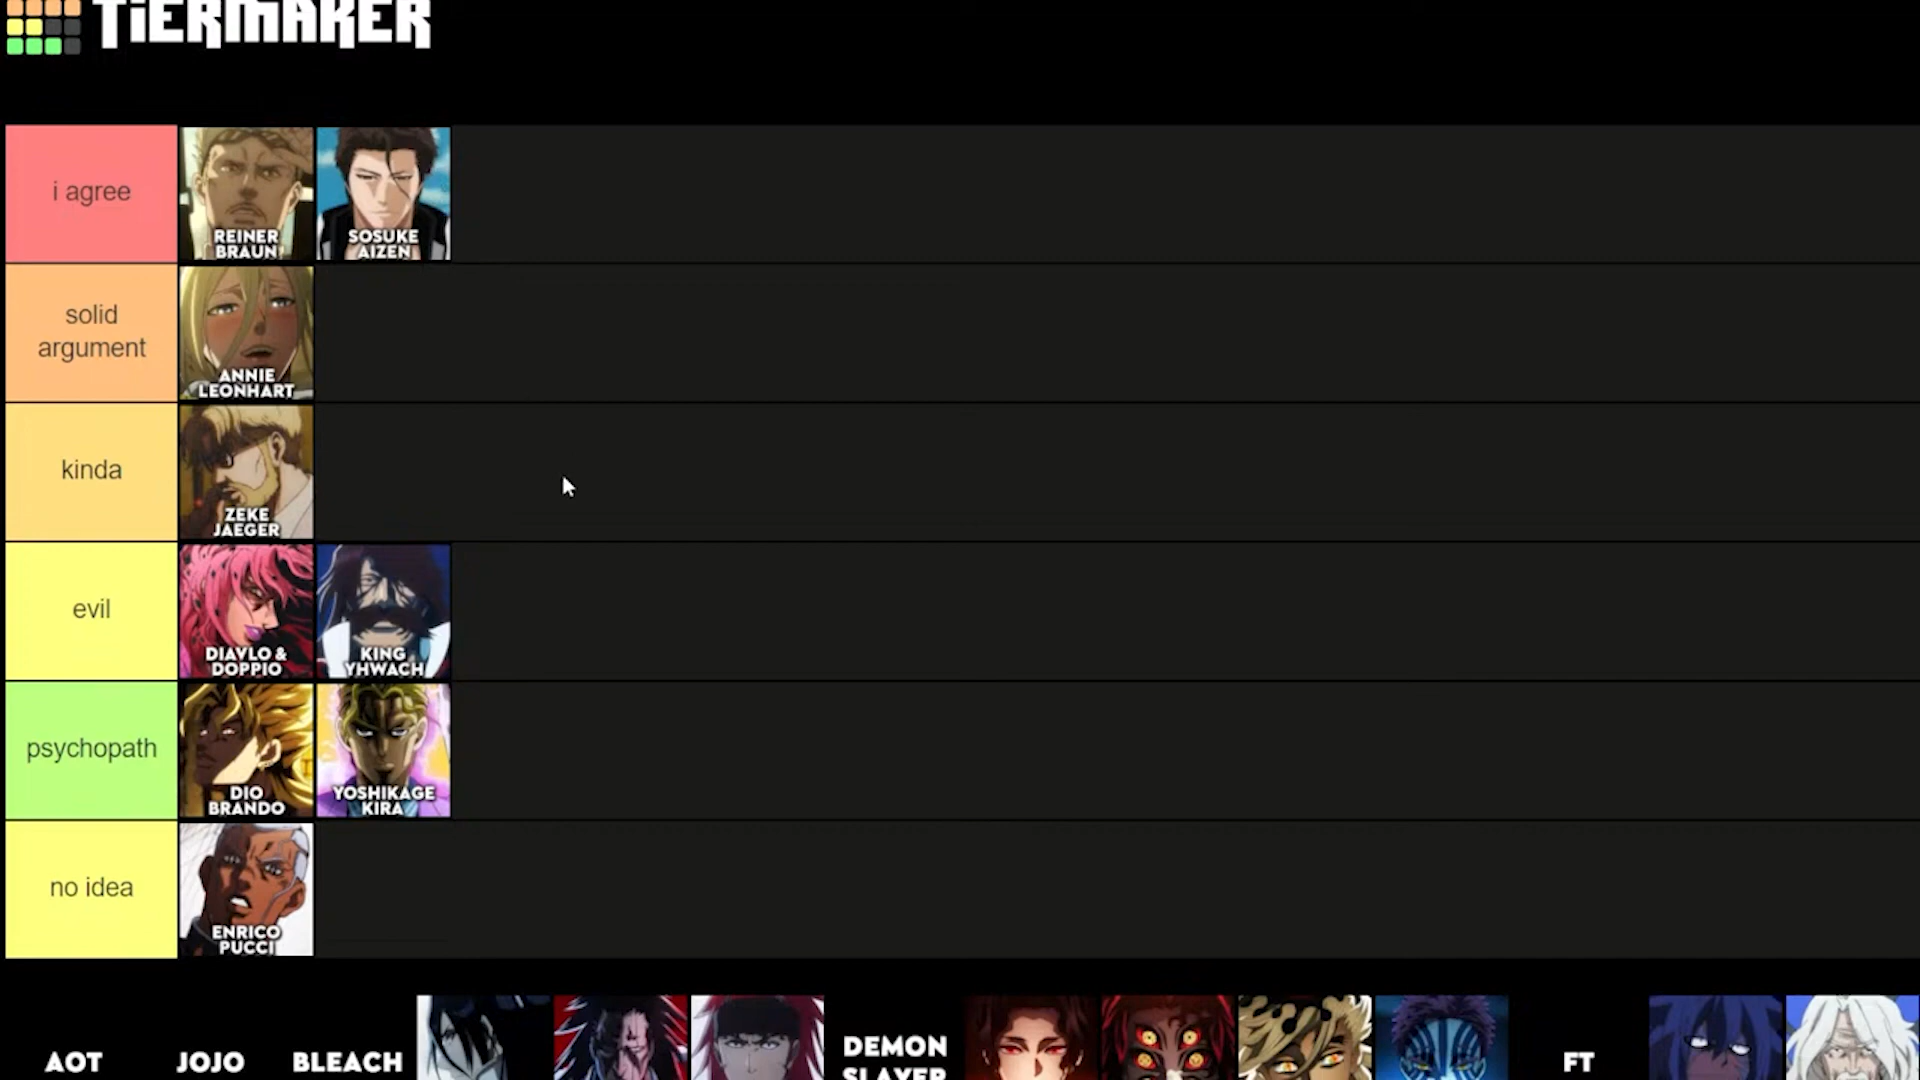 TiERMAKER
i agree
REINER
BRAUN
SOSUKE
AIZEN
solid
argument
ANNIE
LEONHART
kinda
ZEKE
JAEGER
evil
DIAVLO &
DOPPIO
KING
YHWACH
psychopath
DIO
BRANDO
YOSHIKAGE
KIRA
no idea
ENRICO
PUCCI
AOT
JOJO
BLEACH
DEMON
SLAYER
FT